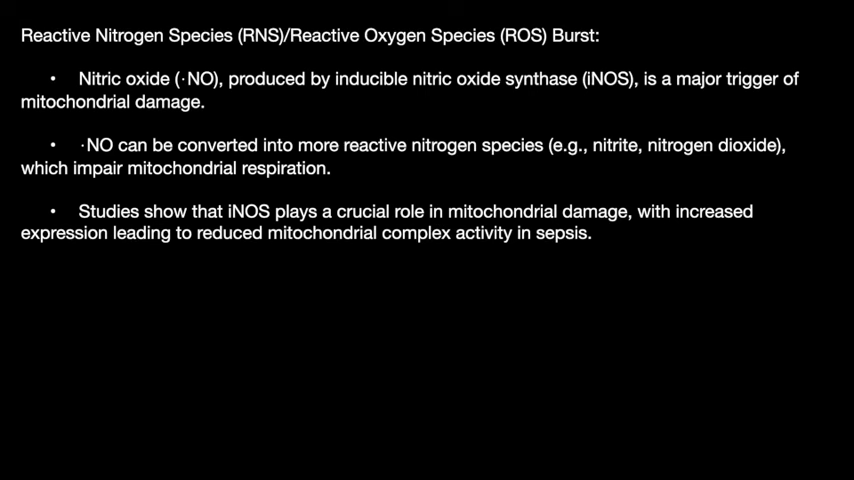 Reactive Nitrogen Species (RNS)/Reactive Oxygen Species (ROS) Burst:
• Nitric oxide (·NO), produced by inducible nitric oxide synthase (iNOS), is a major trigger of
mitochondrial damage.
• ·NO can be converted into more reactive nitrogen species (e.g., nitrite, nitrogen dioxide),
which impair mitochondrial respiration.
• Studies show that iNOS plays a crucial role in mitochondrial damage, with increased
expression leading to reduced mitochondrial complex activity in sepsis.